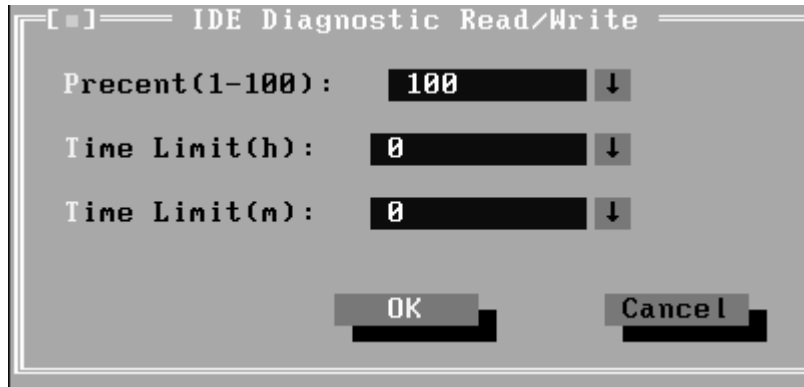 [■] IDE Diagnostic Read/Write
Precent(1-100): 100 ↓
Time Limit(h): 0 ↓
Time Limit(m): 0 ↓
OK Cancel